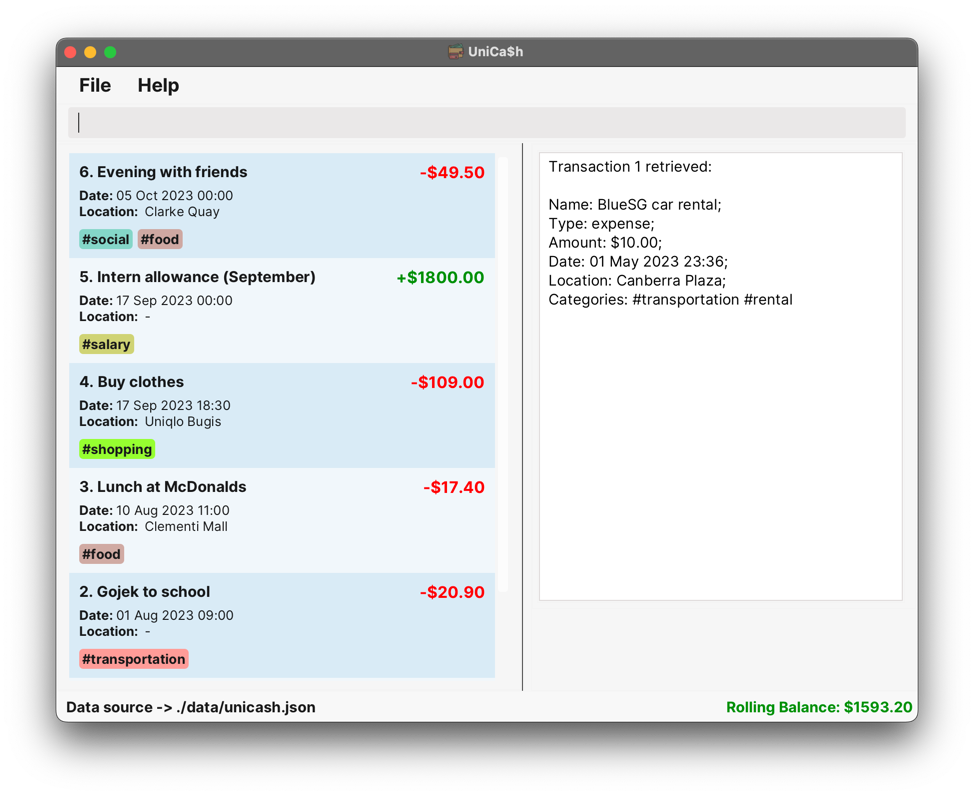 UniCa$h
File Help
6. Evening with friends -$49.50
Date: 05 Oct 2023 00:00
Location: Clarke Quay
#social #food
5. Intern allowance (September) +$1800.00
Date: 17 Sep 2023 00:00
Location: -
#salary
4. Buy clothes -$109.00
Date: 17 Sep 2023 18:30
Location: Uniqlo Bugis
#shopping
3. Lunch at McDonalds -$17.40
Date: 10 Aug 2023 11:00
Location: Clementi Mall
#food
2. Gojek to school -$20.90
Date: 01 Aug 2023 09:00
Location: -
#transportation
Transaction 1 retrieved:
Name: BlueSG car rental;
Type: expense;
Amount: $10.00;
Date: 01 May 2023 23:36;
Location: Canberra Plaza;
Categories: #transportation #rental
Data source -> ./data/unicash.json
Rolling Balance: $1593.20